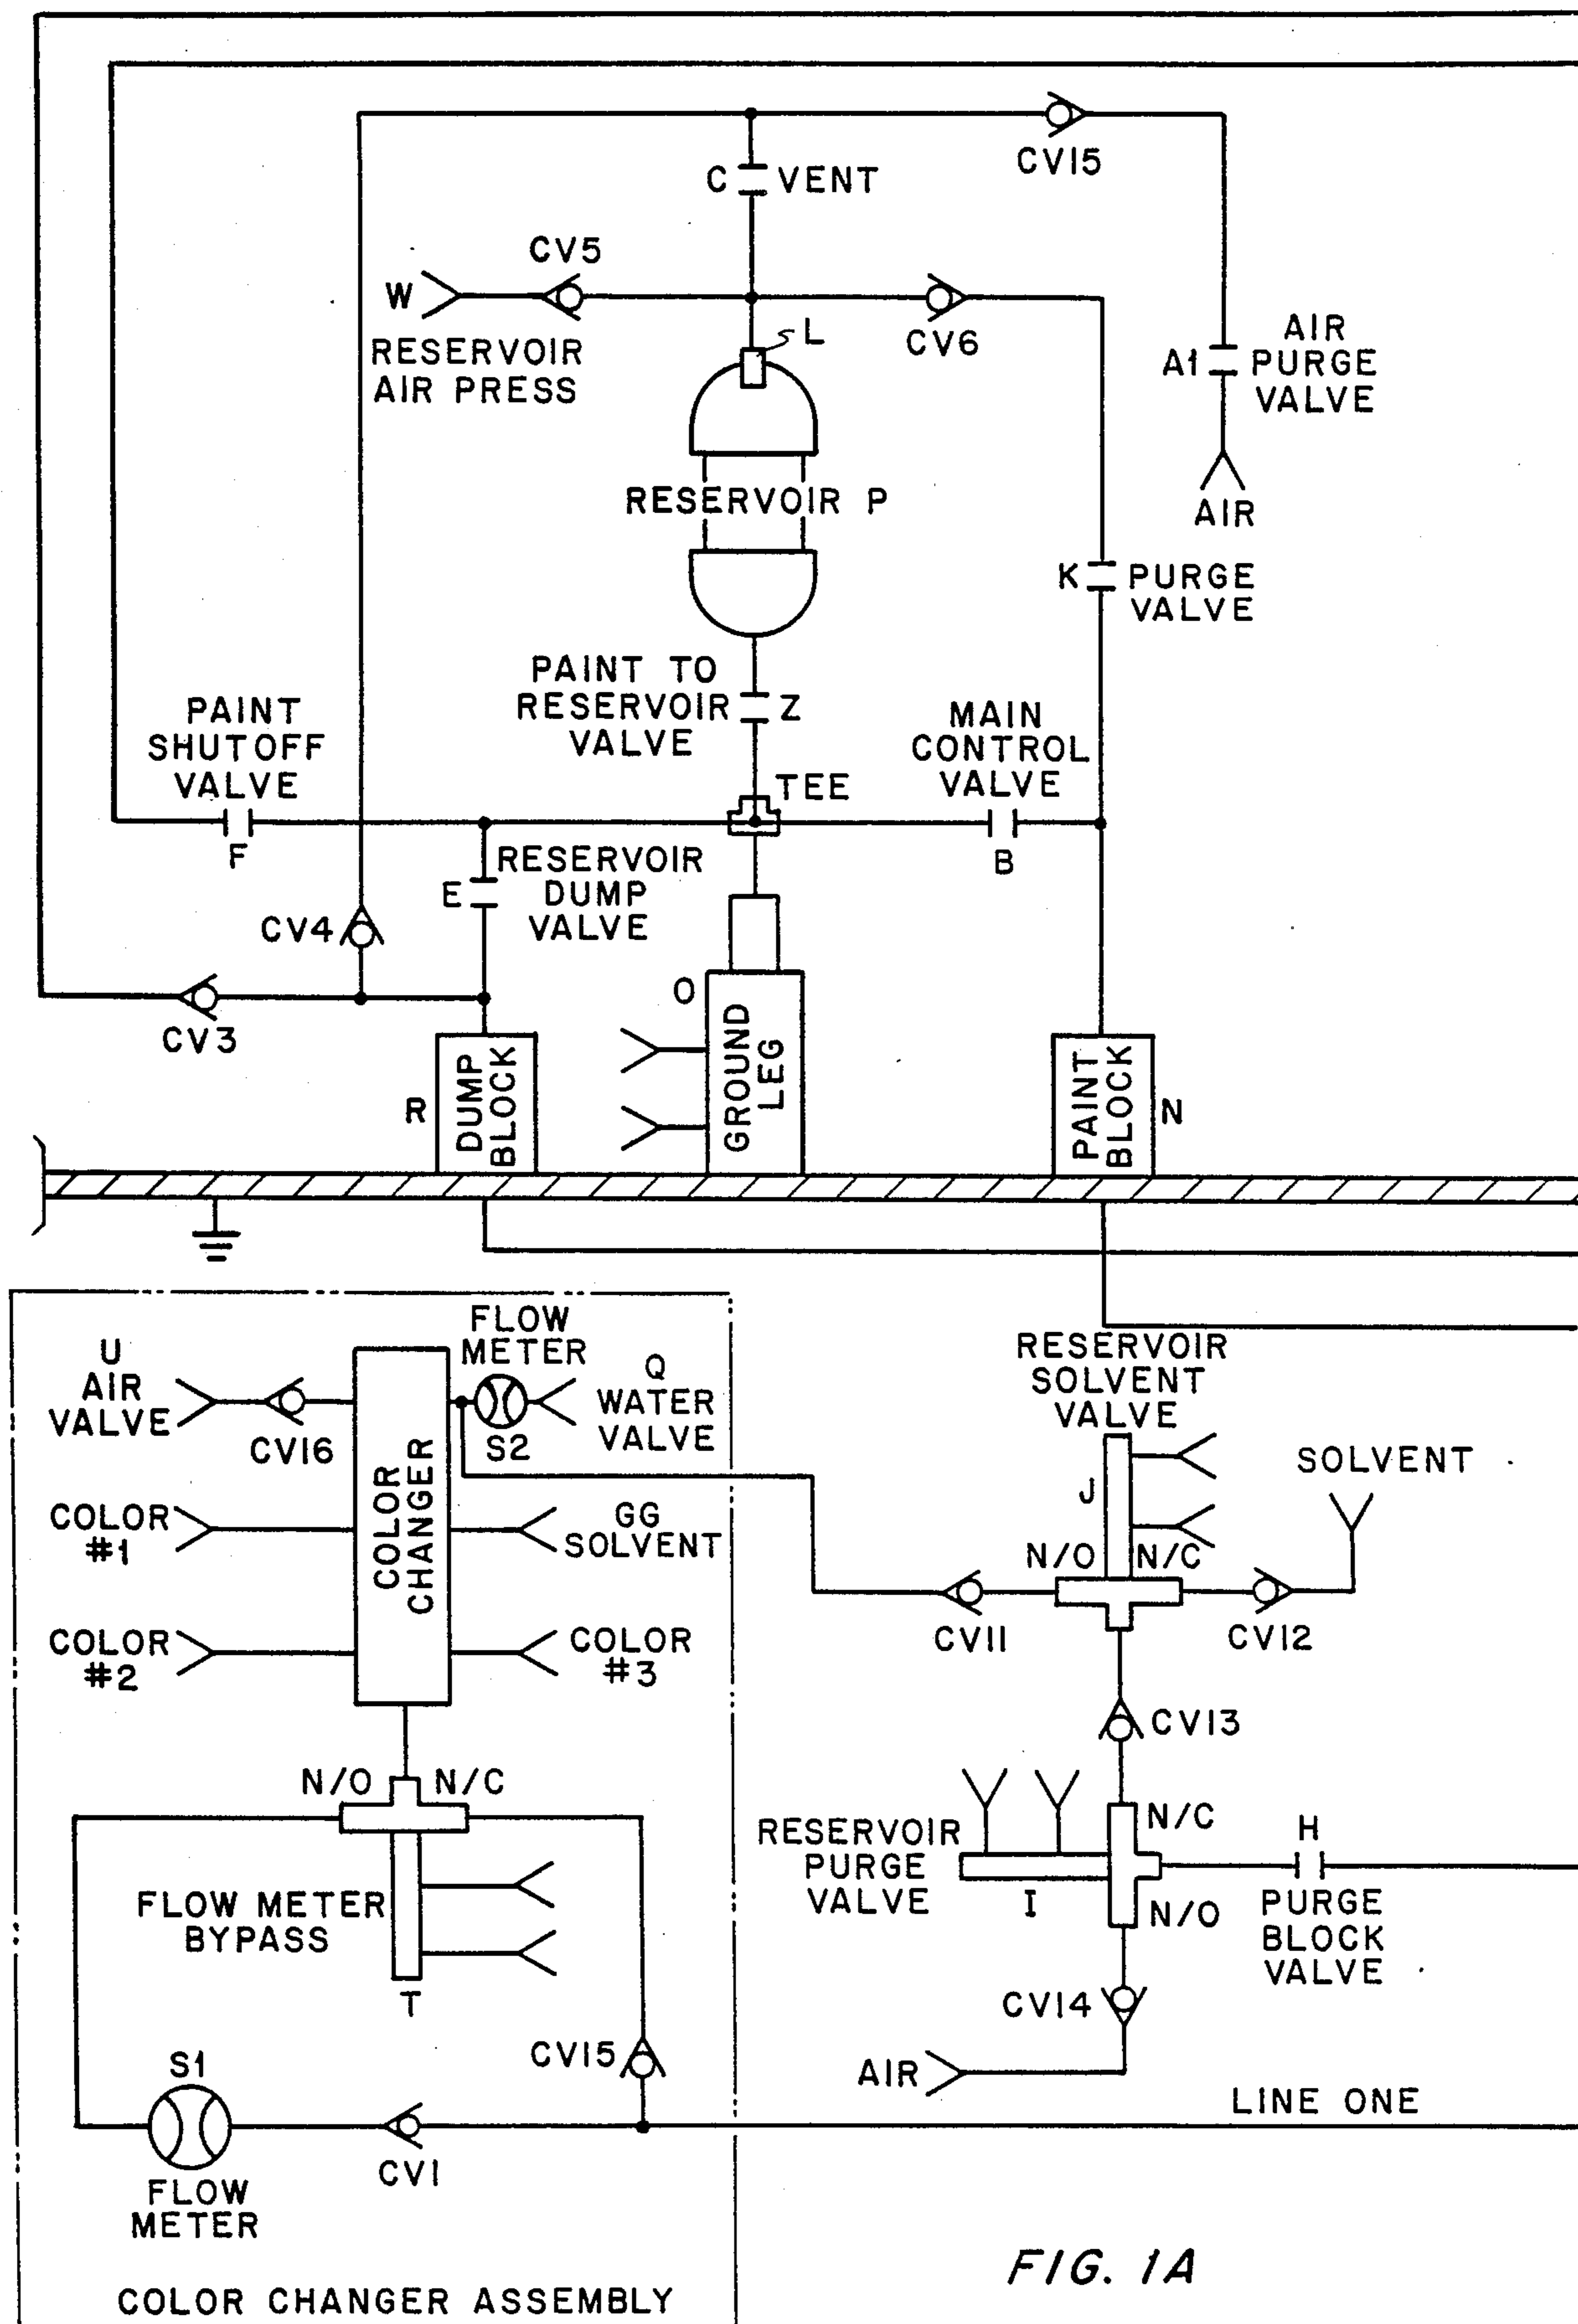 CV15
C VENT
CV5
W
RESERVOIR
AIR PRESS
L
CV6
A1
AIR
PURGE
VALVE
AIR
RESERVOIR P
K PURGE
VALVE
PAINT TO
RESERVOIR
VALVE
Z
PAINT
SHUTOFF
VALVE
F
MAIN
CONTROL
VALVE
B
TEE
E
RESERVOIR
DUMP
VALVE
CV4
CV3
O
R
DUMP
BLOCK
GROUND
LEG
PAINT
BLOCK
N
FLOW
METER
U
AIR
VALVE
CV16
S2
Q
WATER
VALVE
COLOR
CHANGER
COLOR
#1
GG
SOLVENT
COLOR
#2
COLOR
#3
RESERVOIR
SOLVENT
VALVE
J
SOLVENT
N/O
N/C
CV11
CV12
CV13
N/O
N/C
FLOW METER
BYPASS
T
RESERVOIR
PURGE
VALVE
I
N/C
N/O
H
PURGE
BLOCK
VALVE
CV14
AIR
CV15
S1
FLOW
METER
CV1
LINE ONE
COLOR CHANGER ASSEMBLY
FIG. 1A